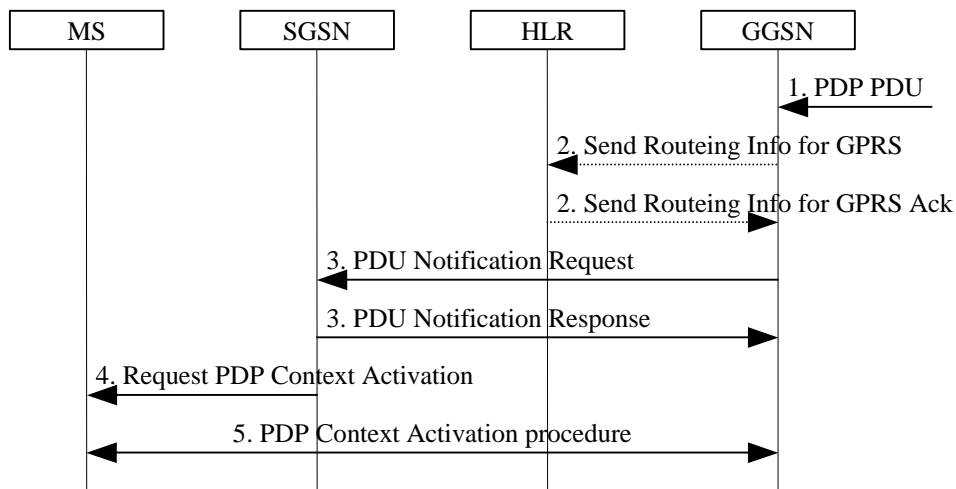 MS
SGSN
HLR
GGSN
1. PDP PDU
2. Send Routeing Info for GPRS
2. Send Routeing Info for GPRS Ack
3. PDU Notification Request
3. PDU Notification Response
4. Request PDP Context Activation
5. PDP Context Activation procedure